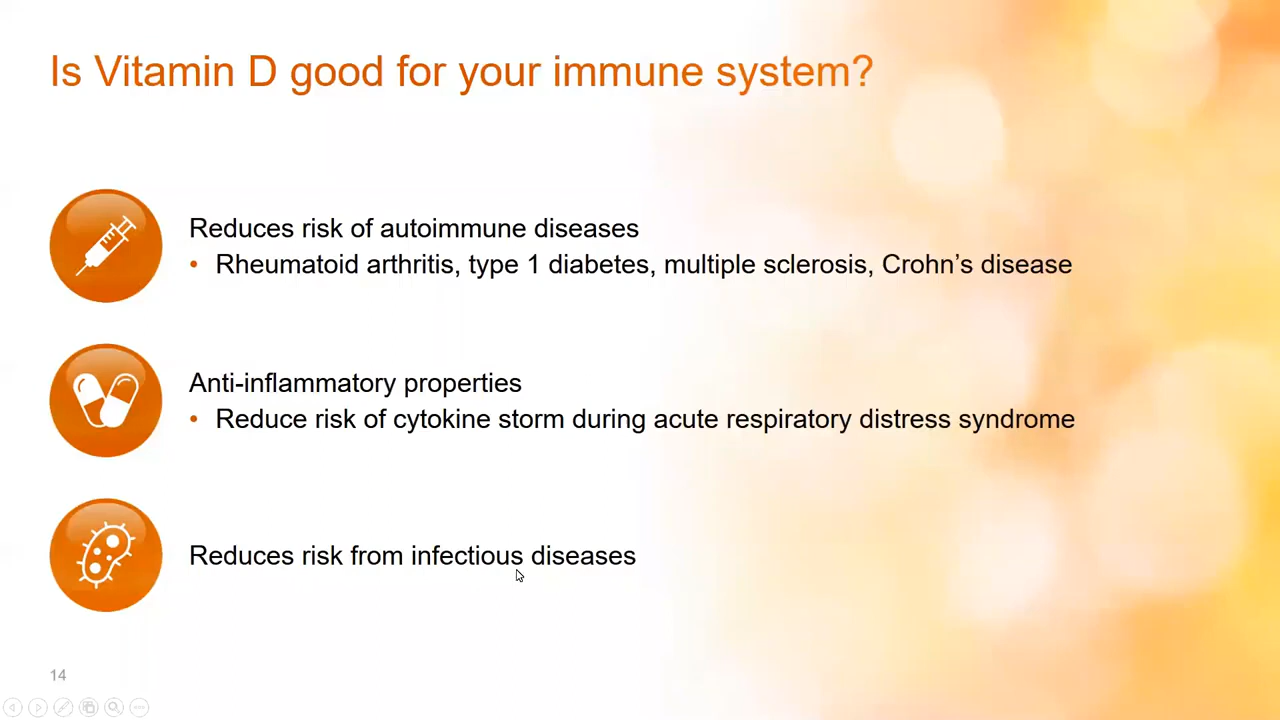 Is Vitamin D good for your immune system?
Reduces risk of autoimmune diseases
• Rheumatoid arthritis, type 1 diabetes, multiple sclerosis, Crohn’s disease
Anti-inflammatory properties
• Reduce risk of cytokine storm during acute respiratory distress syndrome
Reduces risk from infectious diseases
14